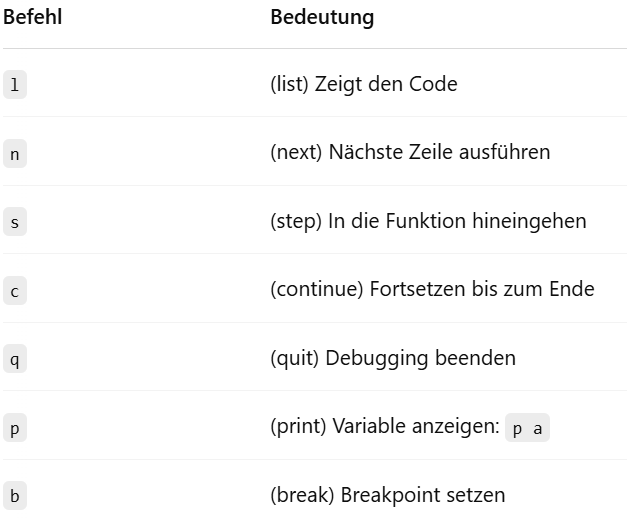 Befehl Bedeutung
l (list) Zeigt den Code
n (next) Nächste Zeile ausführen
s (step) In die Funktion hineingehen
c (continue) Fortsetzen bis zum Ende
q (quit) Debugging beenden
p (print) Variable anzeigen: p a
b (break) Breakpoint setzen